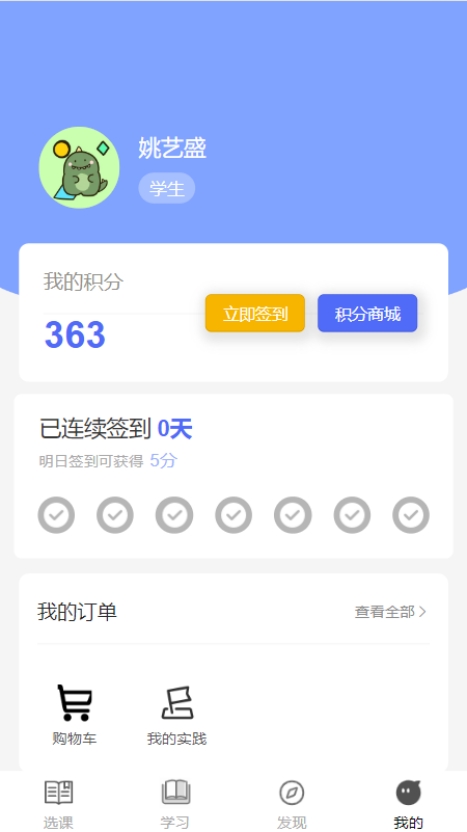 姚艺盛
学生
我的积分
363
立即签到
积分商城
已连续签到 0天
明日签到可获得 5分
我的订单
查看全部
购物车
我的实践
选课
学习
发现
我的